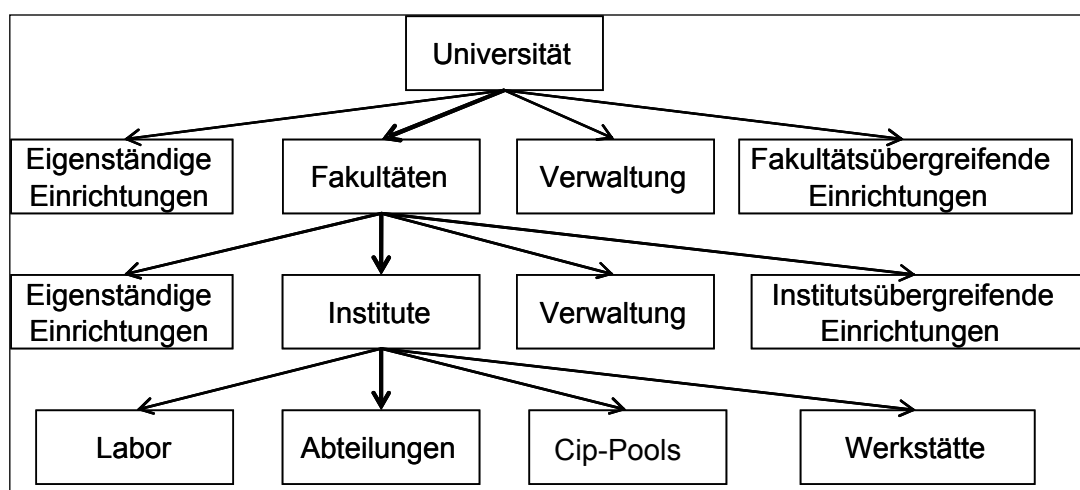 Universität
Eigenständige
Einrichtungen
Fakultäten
Verwaltung
Fakultätsübergreifende
Einrichtungen
Eigenständige
Einrichtungen
Institute
Verwaltung
Institutsübergreifende
Einrichtungen
Labor
Abteilungen
Cip-Pools
Werkstätte